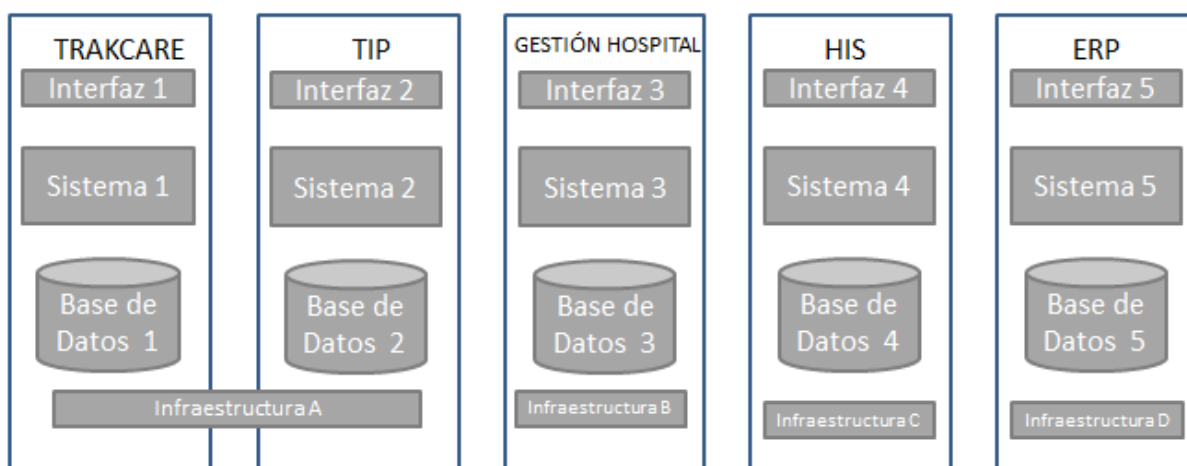 TRAKCARE
Interfaz 1
Sistema 1
Base de
Datos 1
TIP
Interfaz 2
Sistema 2
Base de
Datos 2
Infraestructura A
GESTIÓN HOSPITAL
Interfaz 3
Sistema 3
Base de
Datos 3
Infraestructura B
HIS
Interfaz 4
Sistema 4
Base de
Datos 4
Infraestructura C
ERP
Interfaz 5
Sistema 5
Base de
Datos 5
Infraestructura D